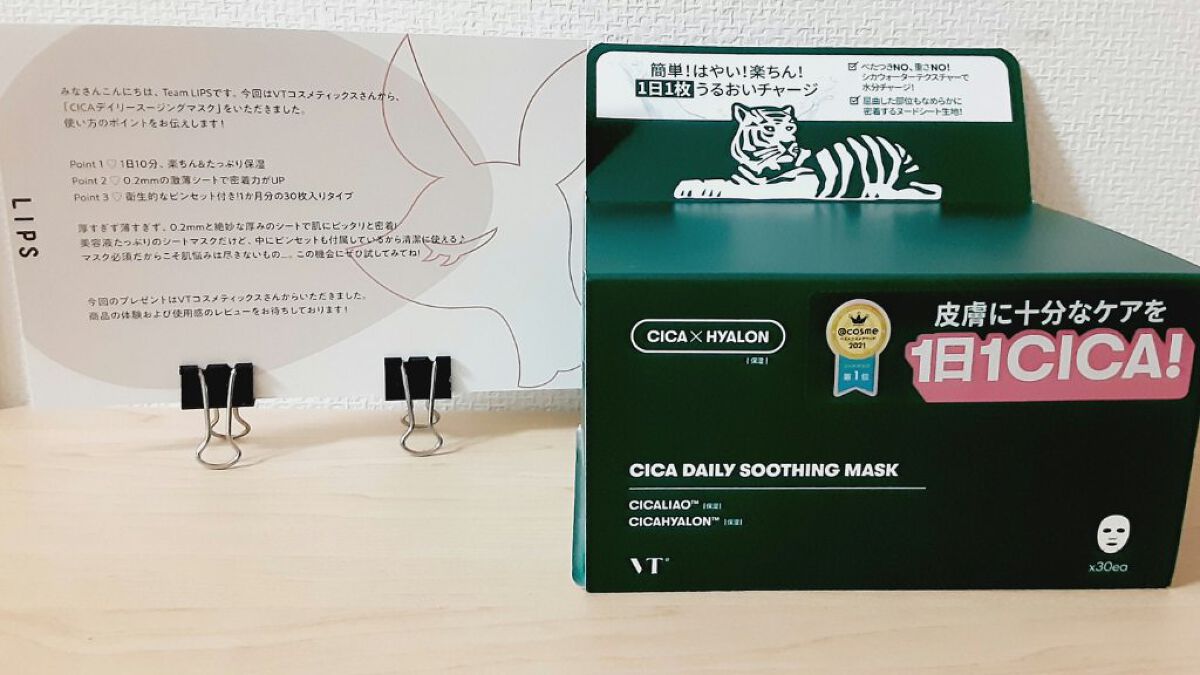 みなさんこんにちは、Team LIPSです。今回はVTコスメティックスさんから、
「CICAデイリースージングマスク」をいただきました。
使い方のポイントをお伝えします!
Point 1 ♡ 1日10分、楽ちん&たっぷり保湿
Point 2 ♡ 0.2mmの激薄シートで密着力がUP
Point 3 ♡ 衛生的なピンセット付き!1か月分の30枚入りタイプ
厚すぎず薄すぎず、0.2mmと絶妙な厚みのシートで肌にピッタリと密着!
美容液たっぷりのシートマスクだけど、中にピンセットも付属しているから清潔に使える♪
マスク必須だからこそ肌悩みは尽きないもの…。この機会にぜひ試してみてね!
今回のプレゼントはVTコスメティックスさんからいただきました。
商品の体験および使用感のレビューをお待ちしております!
LIPS
簡単!はやい!楽ちん!
1日1枚うるおいチャージ
べたつきNO、重さNO!
シカウォーターテクスチャーで
水分チャージ!
屈曲した部位もなめらかに
密着するヌードシート生地!
CICA×HYALON
[保湿]
@cosme
2021
第1位
皮膚に十分なケアを
1日1CICA!
CICA DAILY SOOTHING MASK
CICALIAO™ [保湿]
CICAHYALON™ [保湿]
VT
x30ea